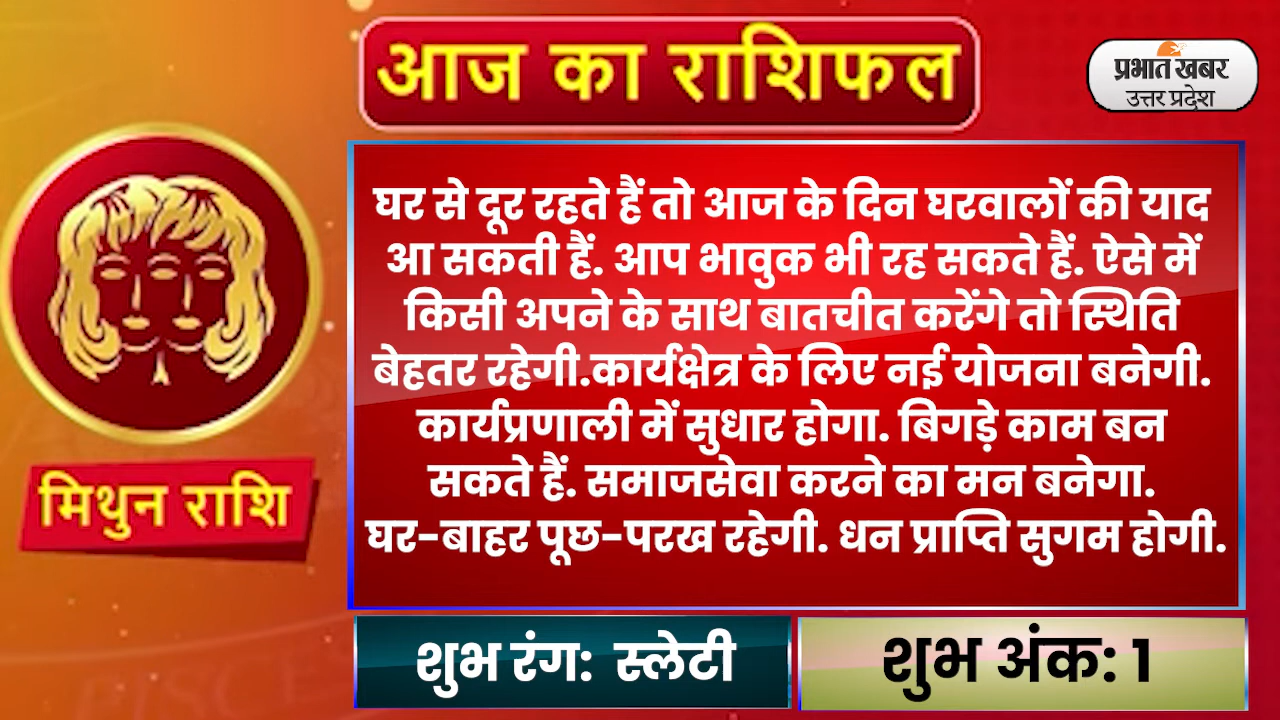 आज का राशिफल
प्रभात खबर
उत्तर प्रदेश
घर से दूर रहते हैं तो आज के दिन घरवालों की याद
आ सकती हैं. आप भावुक भी रह सकते हैं. ऐसे में
किसी अपने के साथ बातचीत करेंगे तो स्थिति
बेहतर रहेगी.कार्यक्षेत्र के लिए नई योजना बनेगी.
कार्यप्रणाली में सुधार होगा. बिगड़े काम बन
सकते हैं. समाजसेवा करने का मन बनेगा.
घर-बाहर पूछ-परख रहेगी. धन प्राप्ति सुगम होगी.
मिथुन राशि
शुभ रंग: स्लेटी
शुभ अंक: 1